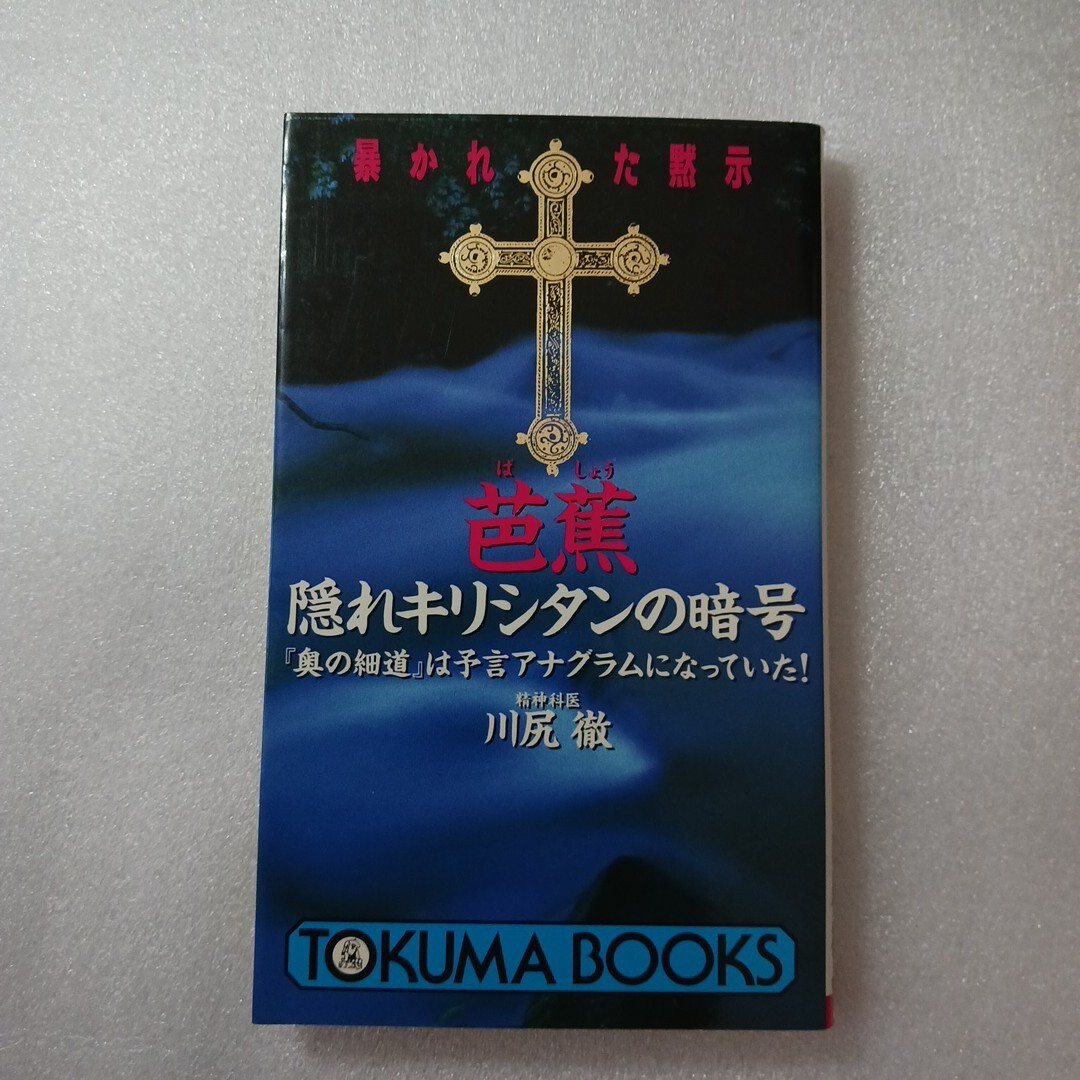 暴かれた黙示
ば しょう
芭蕉
隠れキリシタンの暗号
『奥の細道』は予言アナグラムになっていた!
精神科医
川尻 徹
TOKUMA BOOKS